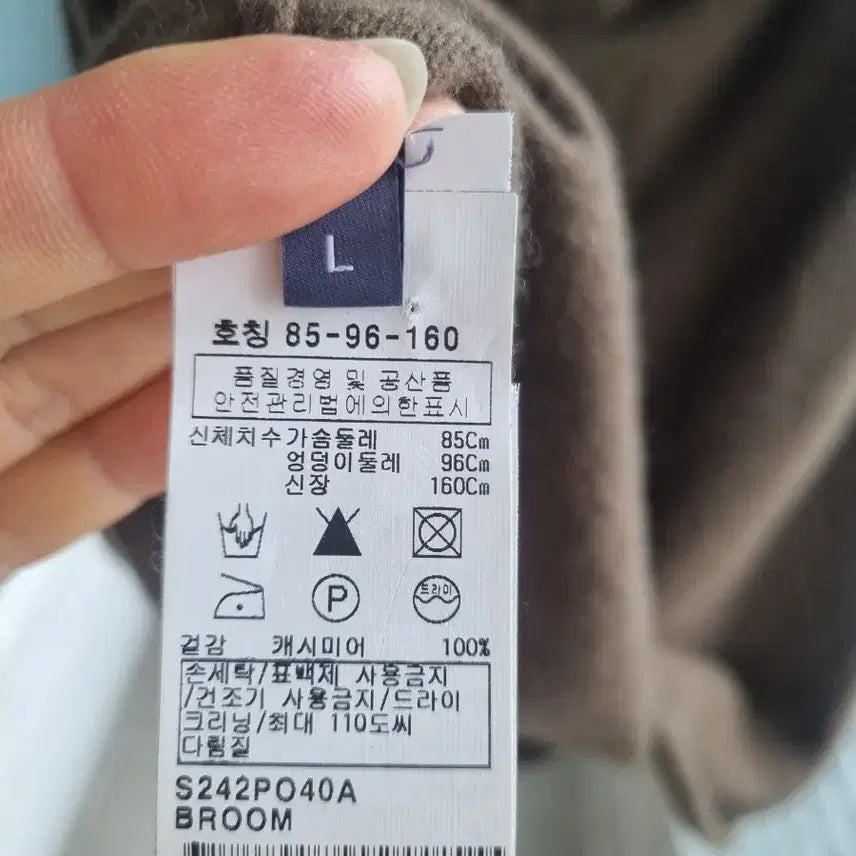 L
호칭 85-96-160
품질경영 및 공산품
안전관리법에의한표시
신체치수 가슴둘레 85Cm
엉덩이둘레 96Cm
신장 160Cm
P
드라이
겉감 캐시미어 100%
손세탁/표백제 사용금지
/건조기 사용금지/드라이
크리닝/최대 110도씨
다림질
S242PO40A
BROOM